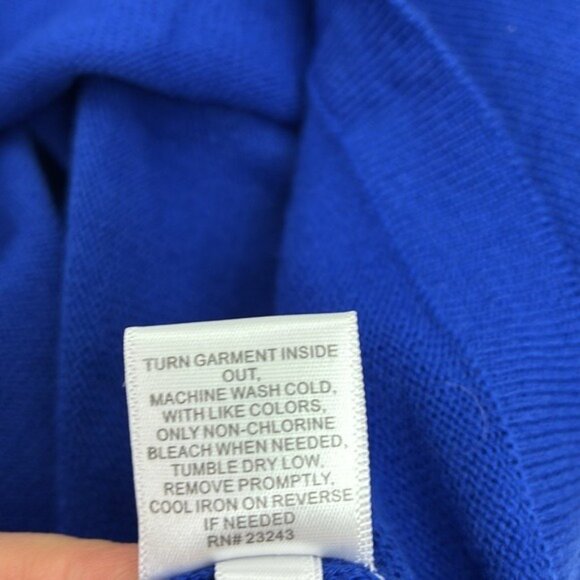 TURN GARMENT INSIDE
OUT,
MACHINE WASH COLD,
WITH LIKE COLORS,
ONLY NON-CHLORINE
BLEACH WHEN NEEDED,
TUMBLE DRY LOW,
REMOVE PROMPTLY,
COOL IRON ON REVERSE
IF NEEDED
RN# 23243